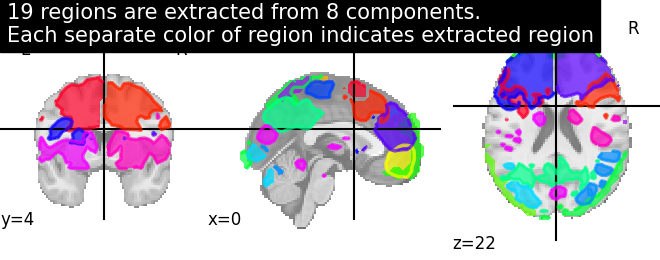 19 regions are extracted from 8 components.
Each separate color of region indicates extracted region
R
y=4
x=0
z=22